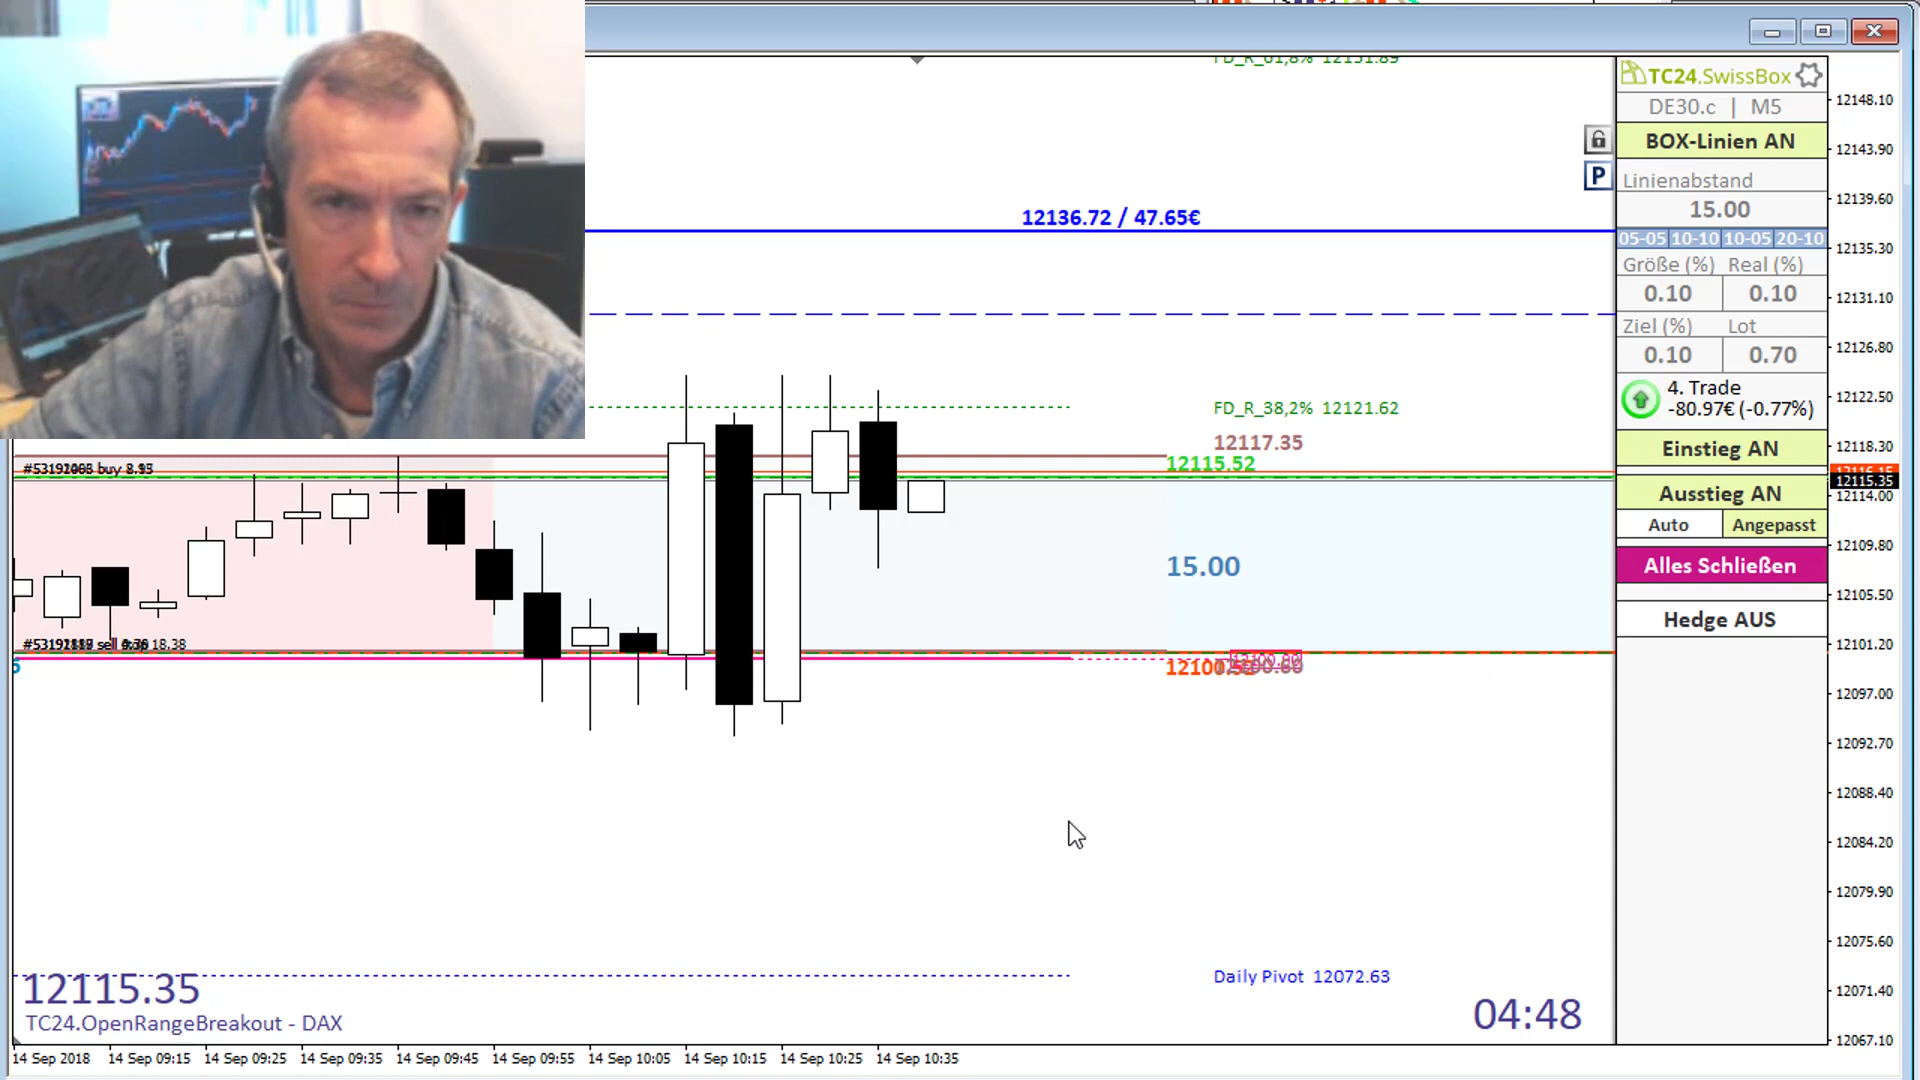 FD_R_61,8% 12151.89
TC24.SwissBox
DE30.c | M5
BOX-Linien AN
Linienabstand
15.00
05-05 10-10 10-05 20-10
Größe (%) Real (%)
0.10 0.10
Ziel (%) Lot
0.10 0.70
4. Trade
-80.97€ (-0.77%)
Einstieg AN
Ausstieg AN
Auto Angepasst
Alles Schließen
Hedge AUS
P
12136.72 / 47.65€
FD_R_38,2% 12121.62
12117.35
12115.52
buy
15.00
sell 18.38
Daily Pivot 12072.63
12115.35
TC24.OpenRangeBreakout - DAX
04:48
12148.10
12143.90
12139.60
12135.30
12131.10
12126.80
12122.50
12118.30
12115.35
12114.00
12109.80
12105.50
12101.20
12097.00
12092.70
12088.40
12084.20
12079.90
12075.60
12071.40
12067.10
14 Sep 2018 14 Sep 09:15 14 Sep 09:25 14 Sep 09:35 14 Sep 09:45 14 Sep 09:55 14 Sep 10:05 14 Sep 10:15 14 Sep 10:25 14 Sep 10:35